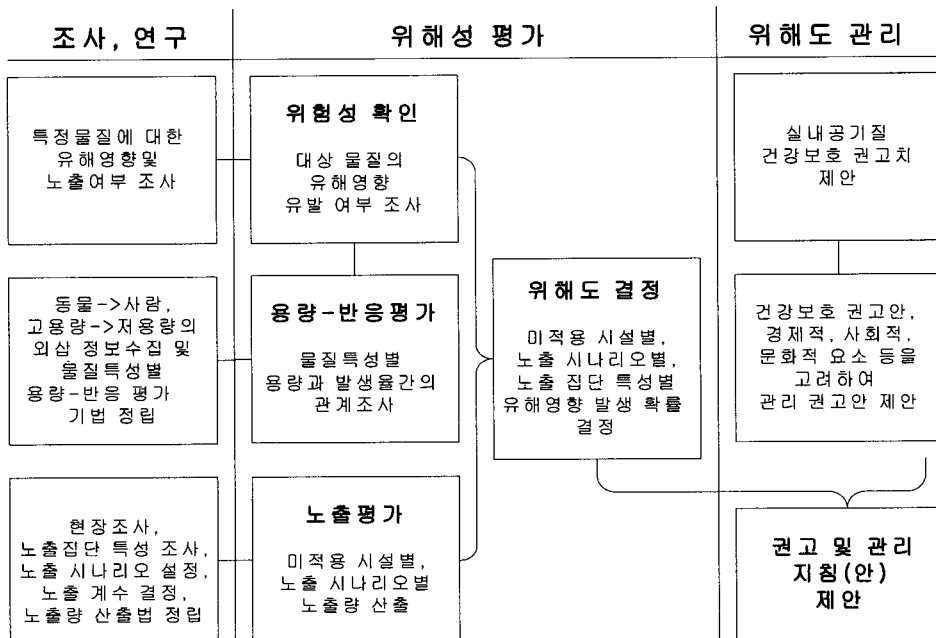 조사, 연구
위해성 평가
위해도 관리
특정물질에 대한
유해영향및
노출여부 조사
위험성 확인
대상 물질의
유해영향
유발 여부 조사
실내공기질
건강보호 권고치
제안
동물->사람,
고용량->저용량의
외삽 정보수집 및
물질특성별
용량-반응 평가
기법 정립
용량-반응평가
물질특성별
용량과 발생율간의
관계조사
위해도 결정
미적용 시설별,
노출 시나리오별,
노출 집단 특성별
유해영향 발생 확률
결정
건강보호 권고안,
경제적, 사회적,
문화적 요소 등을
고려하여
관리 권고안 제안
현장조사,
노출집단 특성 조사,
노출 시나리오 설정,
노출 계수 결정,
노출량 산출법 정립
노출평가
미적용 시설별,
노출 시나리오별
노출량 산출
권고 및 관리
지침(안)
제안